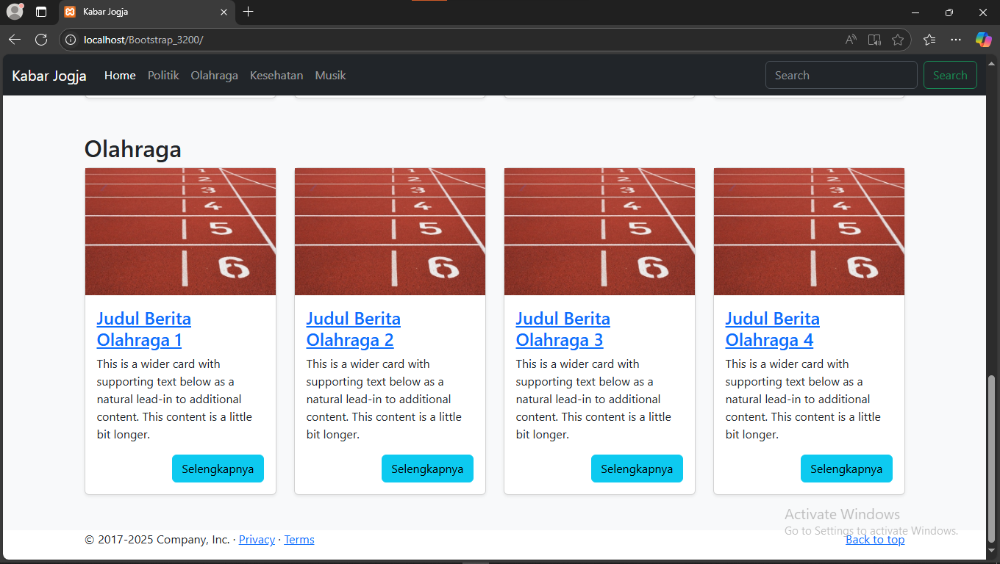 Kabar Jogja
localhost/Bootstrap_3200/
Kabar Jogja Home Politik Olahraga Kesehatan Musik Search Search
Olahraga
1
2
3
4
5
6
1
2
3
4
5
6
1
2
3
4
5
6
1
2
3
4
5
6
Judul Berita
Olahraga 1
This is a wider card with
supporting text below as a
natural lead-in to additional
content. This content is a little
bit longer.
Selengkapnya
Judul Berita
Olahraga 2
This is a wider card with
supporting text below as a
natural lead-in to additional
content. This content is a little
bit longer.
Selengkapnya
Judul Berita
Olahraga 3
This is a wider card with
supporting text below as a
natural lead-in to additional
content. This content is a little
bit longer.
Selengkapnya
Judul Berita
Olahraga 4
This is a wider card with
supporting text below as a
natural lead-in to additional
content. This content is a little
bit longer.
Selengkapnya
Activate Windows
Go to Settings to activate Windows.
© 2017-2025 Company, Inc. · Privacy · Terms
Back to top